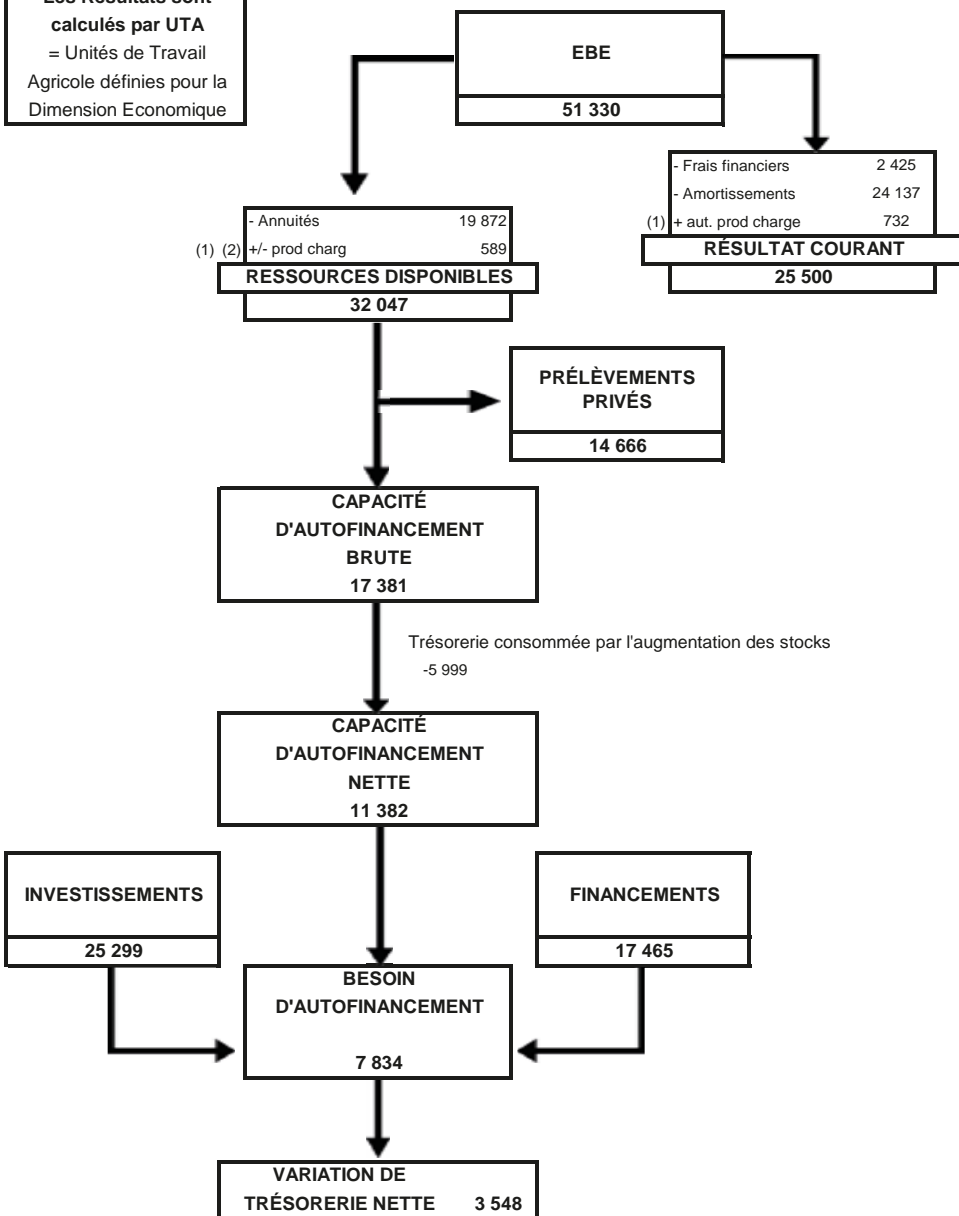 Les Résultats sont
calculés par UTA
= Unités de Travail
Agricole définies pour la
Dimension Economique
EBE
51 330
- Frais financiers 2 425
- Amortissements 24 137
(1) + aut. prod charge 732
RÉSULTAT COURANT
25 500
- Annuités 19 872
(1) (2) +/- prod charg 589
RESSOURCES DISPONIBLES
32 047
PRÉLÈVEMENTS
PRIVÉS
14 666
CAPACITÉ
D'AUTOFINANCEMENT
BRUTE
17 381
Trésorerie consommée par l'augmentation des stocks
-5 999
CAPACITÉ
D'AUTOFINANCEMENT
NETTE
11 382
INVESTISSEMENTS
25 299
FINANCEMENTS
17 465
BESOIN
D'AUTOFINANCEMENT
7 834
VARIATION DE
TRÉSORERIE NETTE 3 548